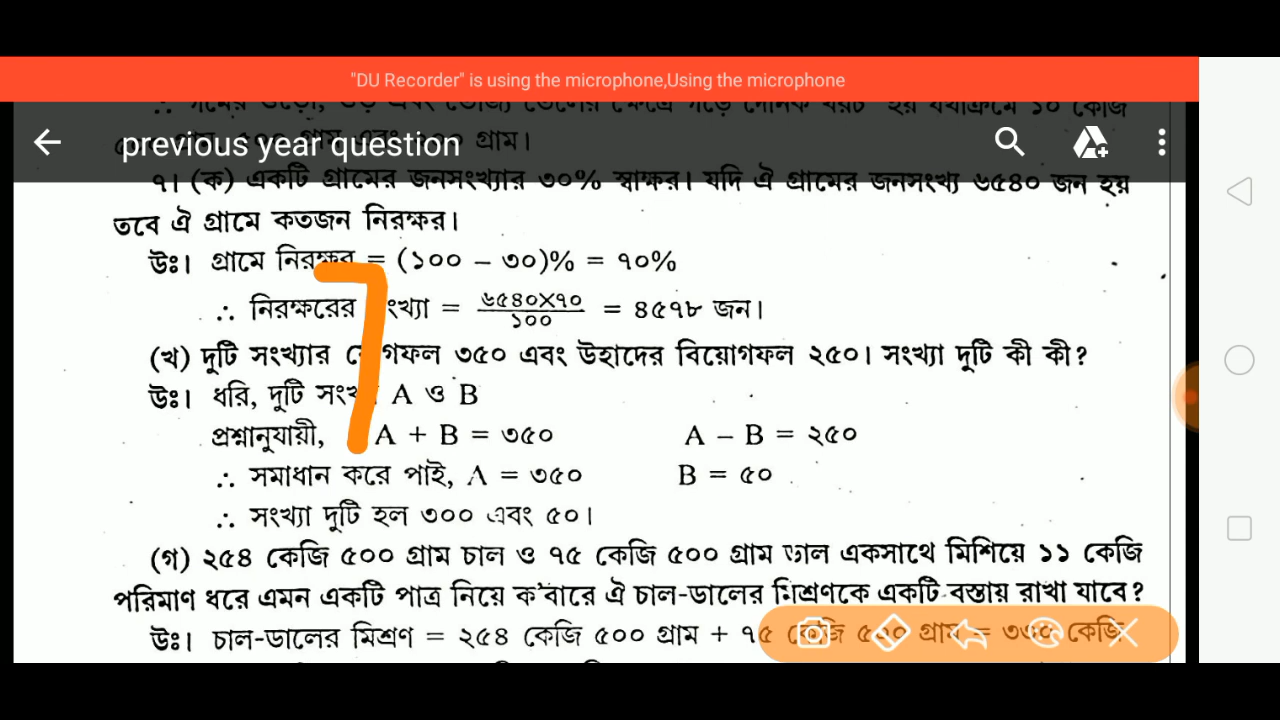 "DU Recorder" is using the microphone,Using the microphone
previous year question
৭। (ক) একটি গ্রামের জনসংখ্যার ৩০% স্বাক্ষর। যদি ঐ গ্রামের জনসংখ্য ৬৫৪০ জন হয়
তবে ঐ গ্রামে কতজন নিরক্ষর।
উঃ। গ্রামে নিরক্ষর = (১০০ – ৩০)% = ৭০%
∴ নিরক্ষরের সংখ্যা = ৬৫৪০X৭০/১০০ = ৪৫৭৮ জন।
(খ) দুটি সংখ্যার যোগফল ৩৫০ এবং উহাদের বিয়োগফল ২৫০। সংখ্যা দুটি কী কী?
উঃ। ধরি, দুটি সংখ্যা A ও B
প্রশ্নানুযায়ী, A + B = ৩৫০ A – B = ২৫০
∴ সমাধান করে পাই, A = ৩৫০ B = ৫০
∴ সংখ্যা দুটি হল ৩০০ এবং ৫০।
(গ) ২৫৪ কেজি ৫০০ গ্রাম চাল ও ৭৫ কেজি ৫০০ গ্রাম ডাল একসাথে মিশিয়ে ১১ কেজি
পরিমাণ ধরে এমন একটি পাত্র নিয়ে ক'বারে ঐ চাল-ডালের মিশ্রণকে একটি বস্তায় রাখা যাবে?
উঃ। চাল-ডালের মিশ্রণ = ২৫৪ কেজি ৫০০ গ্রাম + ৭৫ কেজি ৫০০ গ্রাম = ৩৩০ কেজি